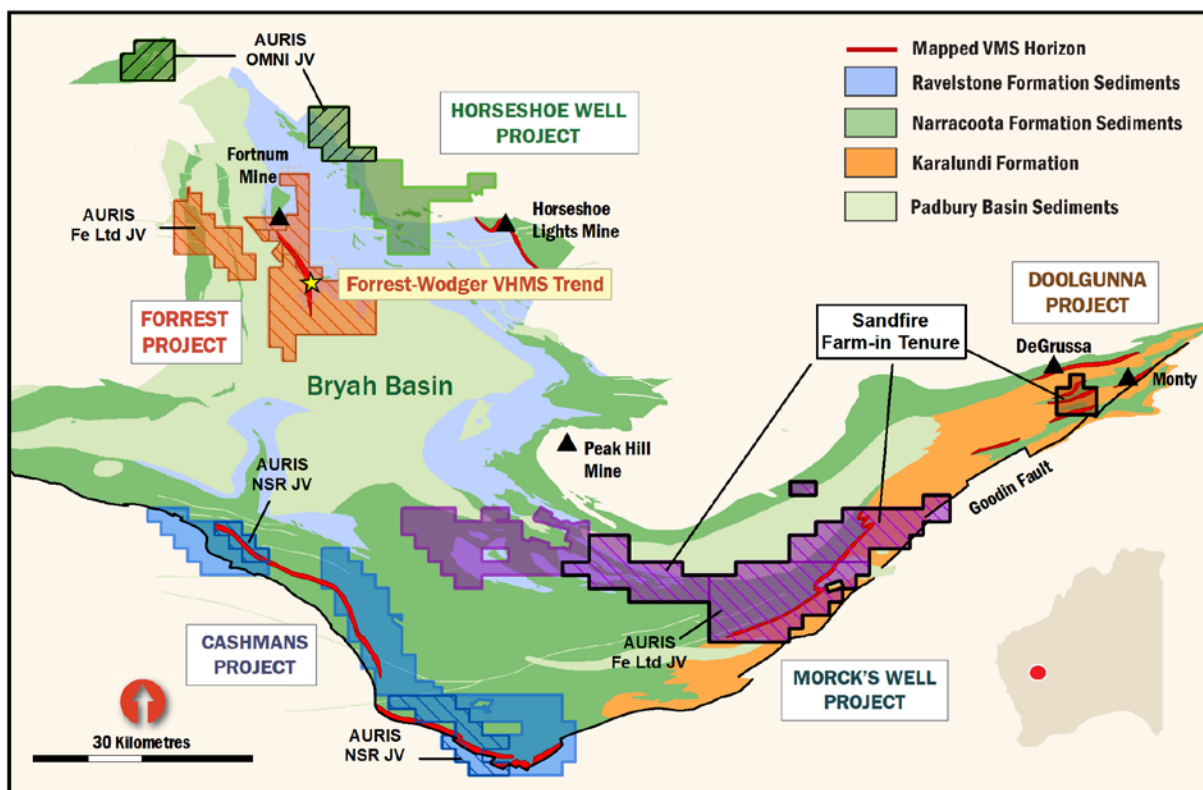 AURIS
OMNI JV
Mapped VMS Horizon
Ravelstone Formation Sediments
Narracoota Formation Sediments
Karalundi Formation
Padbury Basin Sediments
HORSESHOE WELL
PROJECT
Fortnum
Mine
AURIS
Fe Ltd JV
Horseshoe
Lights Mine
Forrest-Wodger VHMS Trend
FORREST
PROJECT
DOOLGUNNA
PROJECT
Sandfire
Farm-in Tenure
DeGrussa
Monty
Bryah Basin
Peak Hill
Mine
AURIS
NSR JV
Goodin Fault
CASHMANS
PROJECT
AURIS
Fe Ltd JV
MORCK'S WELL
PROJECT
AURIS
NSR JV
30 Kilometres